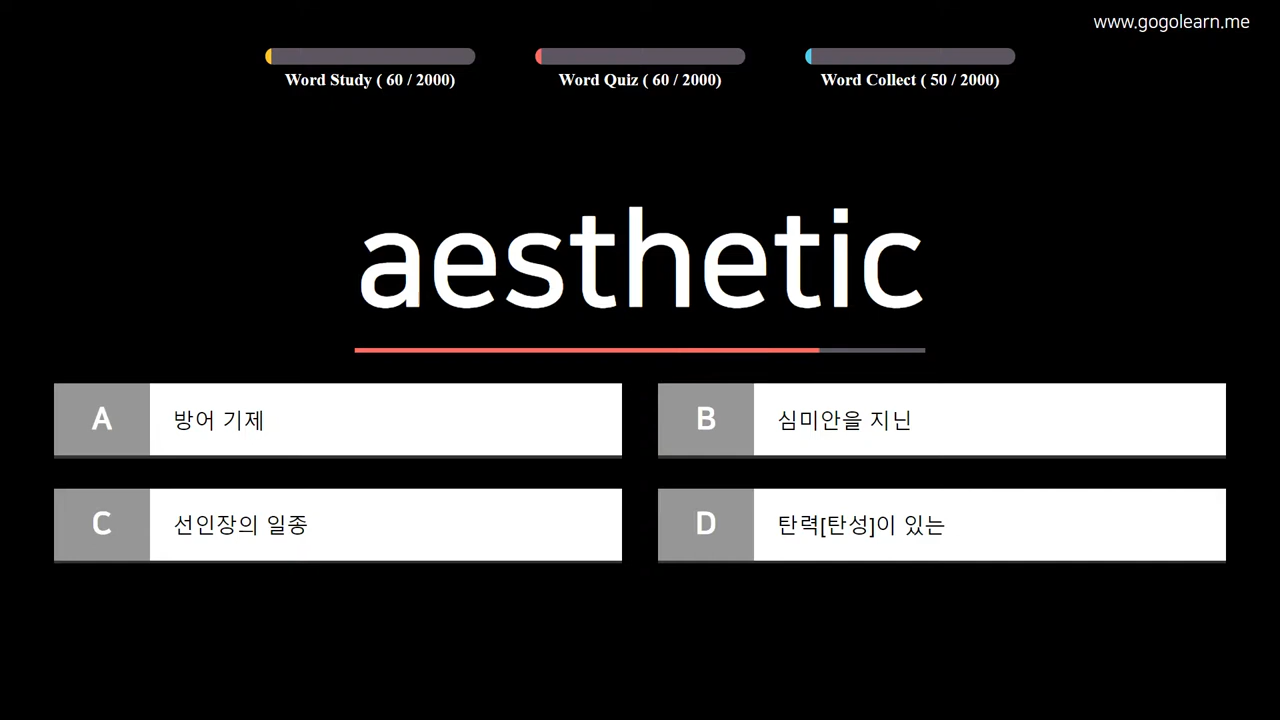 www.gogolearn.me
Word Study ( 60 / 2000)
Word Quiz ( 60 / 2000)
Word Collect ( 50 / 2000)
aesthetic
A 방어 기제
B 심미안을 지닌
C 선인장의 일종
D 탄력[탄성]이 있는